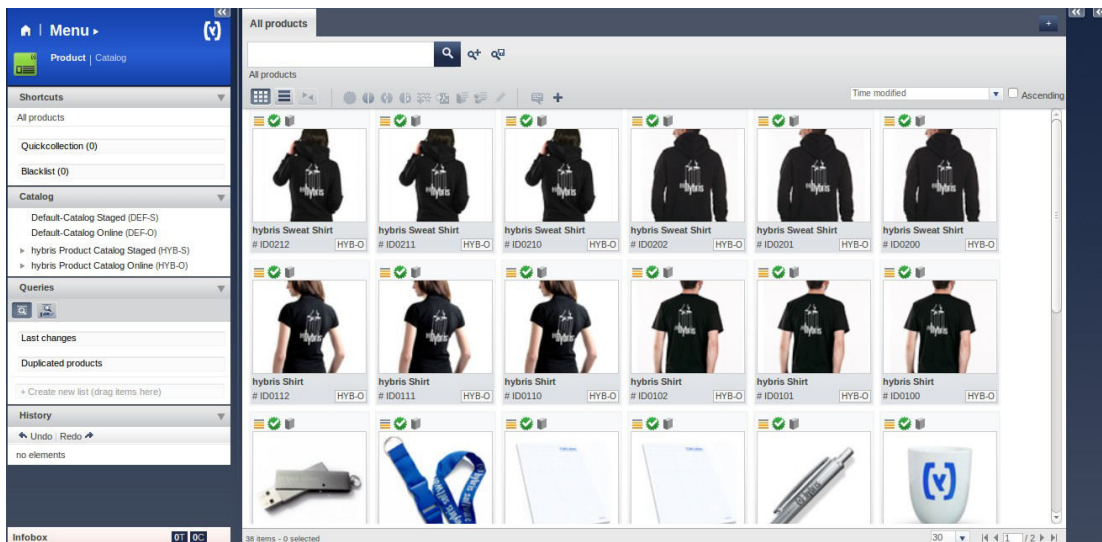 Menu
Product | Catalog
Shortcuts
All products
Quickcollection (0)
Blacklist (0)
Catalog
Default-Catalog Staged (DEF-S)
Default-Catalog Online (DEF-O)
hybris Product Catalog Staged (HYB-S)
hybris Product Catalog Online (HYB-O)
Queries
Last changes
Duplicated products
+ Create new list (drag items here)
History
Undo | Redo
no elements
Infobox 0T 0C
All products
+
All products
Time modified Ascending
hybris Sweat Shirt
# ID0212 HYB-O
hybris Sweat Shirt
# ID0211 HYB-O
hybris Sweat Shirt
# ID0210 HYB-O
hybris Sweat Shirt
# ID0202 HYB-O
hybris Sweat Shirt
# ID0201 HYB-O
hybris Sweat Shirt
# ID0200 HYB-O
hybris Shirt
# ID0112 HYB-O
hybris Shirt
# ID0111 HYB-O
hybris Shirt
# ID0110 HYB-O
hybris Shirt
# ID0102 HYB-O
hybris Shirt
# ID0101 HYB-O
hybris Shirt
# ID0100 HYB-O
38 items - 0 selected
30 1 / 2